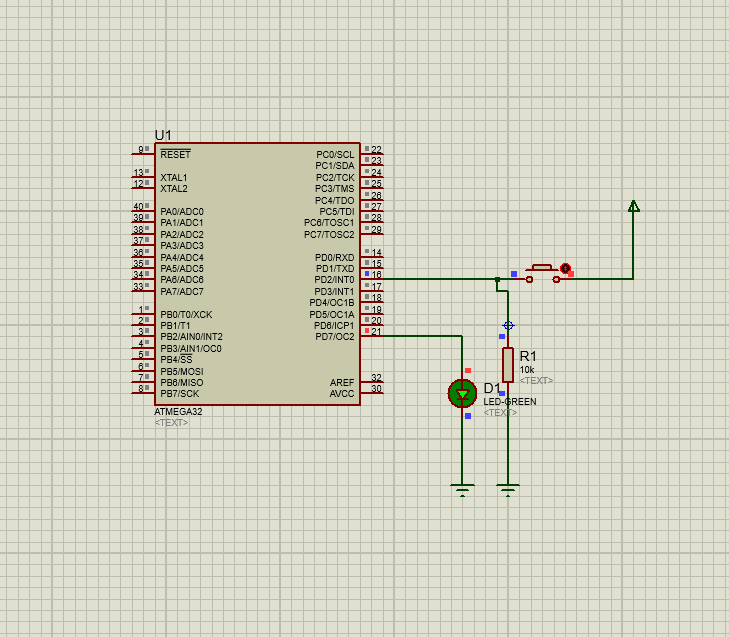 U1
9 RESET PC0/SCL 22
PC1/SDA 23
13 XTAL1 PC2/TCK 24
12 XTAL2 PC3/TMS 25
PC4/TDO 26
40 PA0/ADC0 PC5/TDI 27
39 PA1/ADC1 PC6/TOSC1 28
38 PA2/ADC2 PC7/TOSC2 29
37 PA3/ADC3
36 PA4/ADC4 PD0/RXD 14
35 PA5/ADC5 PD1/TXD 15
34 PA6/ADC6 PD2/INT0 16
33 PA7/ADC7 PD3/INT1 17
PD4/OC1B 18
1 PB0/T0/XCK PD5/OC1A 19
2 PB1/T1 PD6/ICP1 20
3 PB2/AIN0/INT2 PD7/OC2 21
4 PB3/AIN1/OC0
5 PB4/SS
6 PB5/MOSI
7 PB6/MISO AREF 32
8 PB7/SCK AVCC 30
ATMEGA32
<TEXT>
R1
10k
<TEXT>
D1
LED-GREEN
<TEXT>